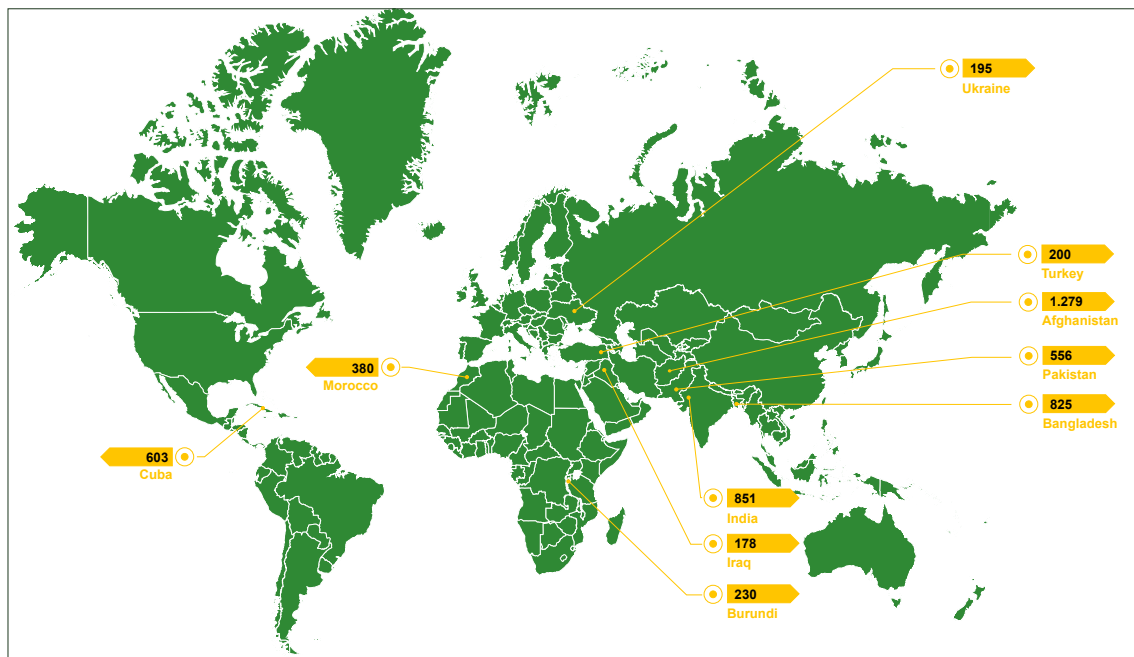 195
Ukraine
200
Turkey
1.279
Afghanistan
556
Pakistan
380
Morocco
825
Bangladesh
603
Cuba
851
India
178
Iraq
230
Burundi